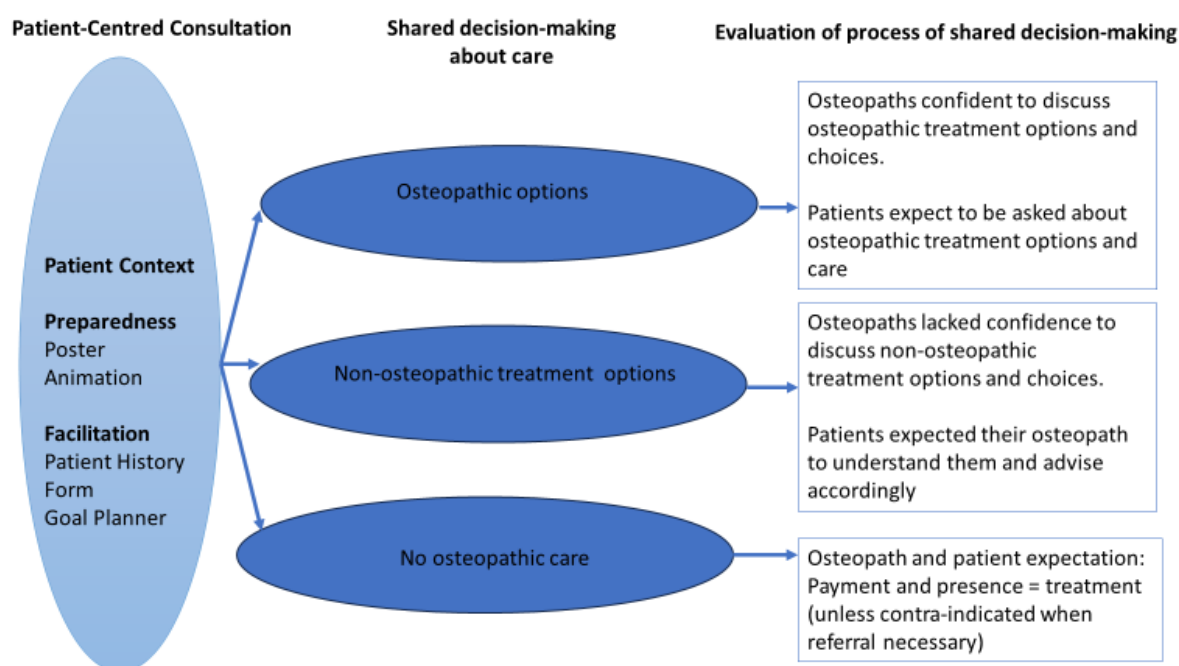 Patient-Centred Consultation
Shared decision-making
about care
Evaluation of process of shared decision-making
Patient Context
Preparedness
Poster
Animation
Facilitation
Patient History
Form
Goal Planner
Osteopathic options
Non-osteopathic treatment options
No osteopathic care
Osteopaths confident to discuss
osteopathic treatment options and
choices.
Patients expect to be asked about
osteopathic treatment options and
care
Osteopaths lacked confidence to
discuss non-osteopathic
treatment options and choices.
Patients expected their osteopath
to understand them and advise
accordingly
Osteopath and patient expectation:
Payment and presence = treatment
(unless contra-indicated when
referral necessary)